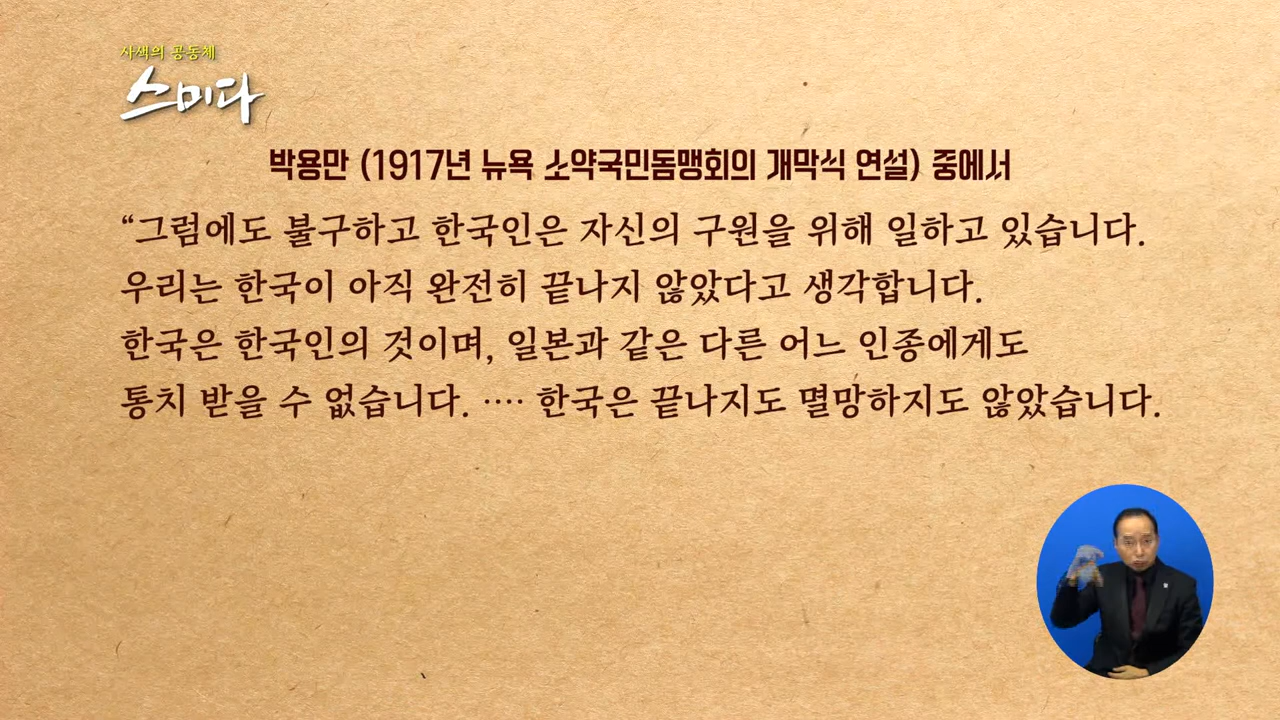 사색의 공동체
스미다
박용만 (1917년 뉴욕 소약국민돔맹회의 개막식 연설) 중에서
“그럼에도 불구하고 한국인은 자신의 구원을 위해 일하고 있습니다.
우리는 한국이 아직 완전히 끝나지 않았다고 생각합니다.
한국은 한국인의 것이며, 일본과 같은 다른 어느 인종에게도
통치 받을 수 없습니다. ···· 한국은 끝나지도 멸망하지도 않았습니다.